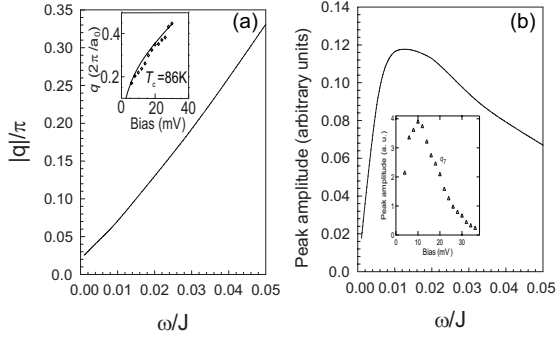 (a)
|q|/π
0.35
0.30
0.25
0.20
0.15
0.10
0.05
0.00
0.00 0.01 0.02 0.03 0.04 0.05
ω/J
q (2π/a₀)
0.4
0.2
T꜀=86K
0 30 60
Bias (mV)
(b)
Peak amplitude (arbitrary units)
0.14
0.12
0.10
0.08
0.06
0.04
0.02
0.00
0.00 0.01 0.02 0.03 0.04 0.05
ω/J
Peak amplitude (a. u.)
4
3
2
1
0
q₇
0 10 20 30
Bias (mV)